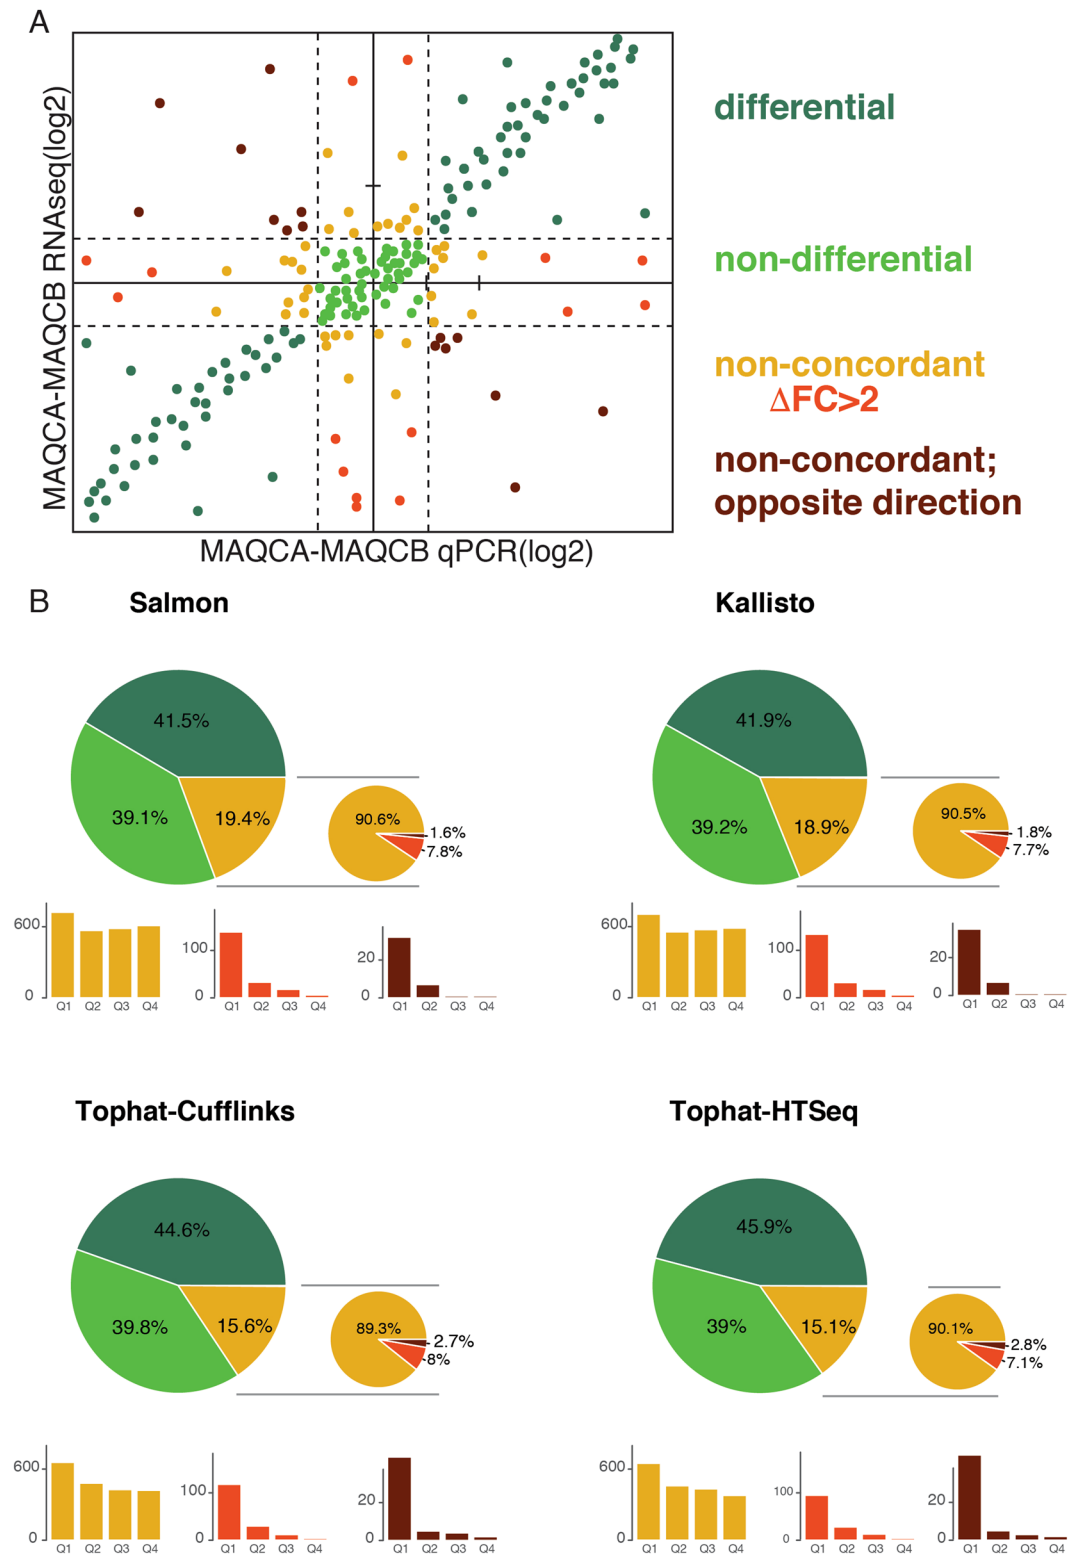 A
MAQCA-MAQCB RNAseq(log2)
differential
non-differential
non-concordant
ΔFC>2
non-concordant;
opposite direction
MAQCA-MAQCB qPCR(log2)
B
Salmon
41.5%
39.1%
19.4%
90.6%
1.6%
7.8%
600
0
Q1 Q2 Q3 Q4
100
0
Q1 Q2 Q3 Q4
20
0
Q1 Q2 Q3 Q4
Kallisto
41.9%
39.2%
18.9%
90.5%
1.8%
7.7%
600
0
Q1 Q2 Q3 Q4
100
0
Q1 Q2 Q3 Q4
20
0
Q1 Q2 Q3 Q4
Tophat-Cufflinks
44.6%
39.8%
15.6%
89.3%
2.7%
8%
600
0
Q1 Q2 Q3 Q4
100
0
Q1 Q2 Q3 Q4
20
0
Q1 Q2 Q3 Q4
Tophat-HTSeq
45.9%
39%
15.1%
90.1%
2.8%
7.1%
600
0
Q1 Q2 Q3 Q4
100
0
Q1 Q2 Q3 Q4
20
0
Q1 Q2 Q3 Q4